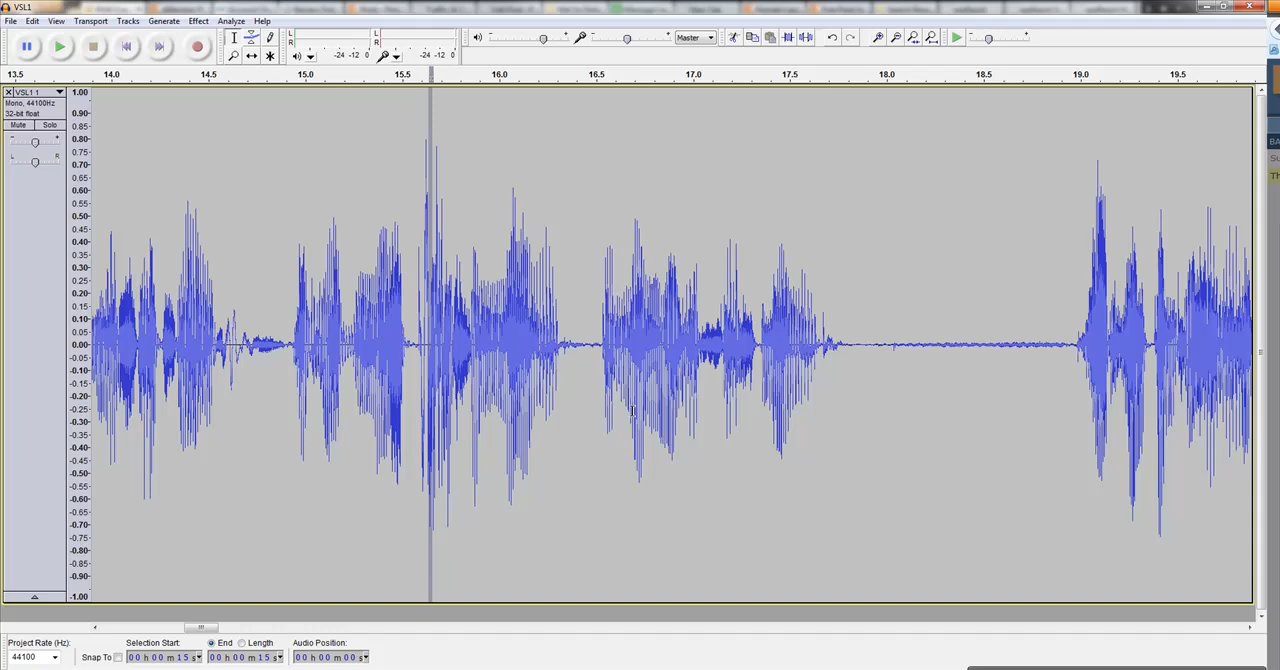 VSL1
File Edit View Transport Tracks Generate Effect Analyze Help
L R -24 -12 0 L R -24 -12 0 Master
13.5 14.0 14.5 15.0 15.5 16.0 16.5 17.0 17.5 18.0 18.5 19.0 19.5
VSL1 1
Mono, 44100Hz
32-bit float
Mute Solo
- +
L R
1.00
0.90
0.80
0.70
0.60
0.50
0.45
0.40
0.35
0.30
0.25
0.20
0.15
0.10
0.05
0.00
-0.05
-0.10
-0.15
-0.20
-0.25
-0.30
-0.35
-0.40
-0.45
-0.50
-0.55
-0.60
-0.65
-0.70
-0.75
-0.80
-0.85
-0.90
-1.00
BA
Su
Th
Project Rate (Hz): Selection Start: End Length Audio Position:
44100 Snap To 00 h 00 m 15 s 00 h 00 m 15 s 00 h 00 m 00 s